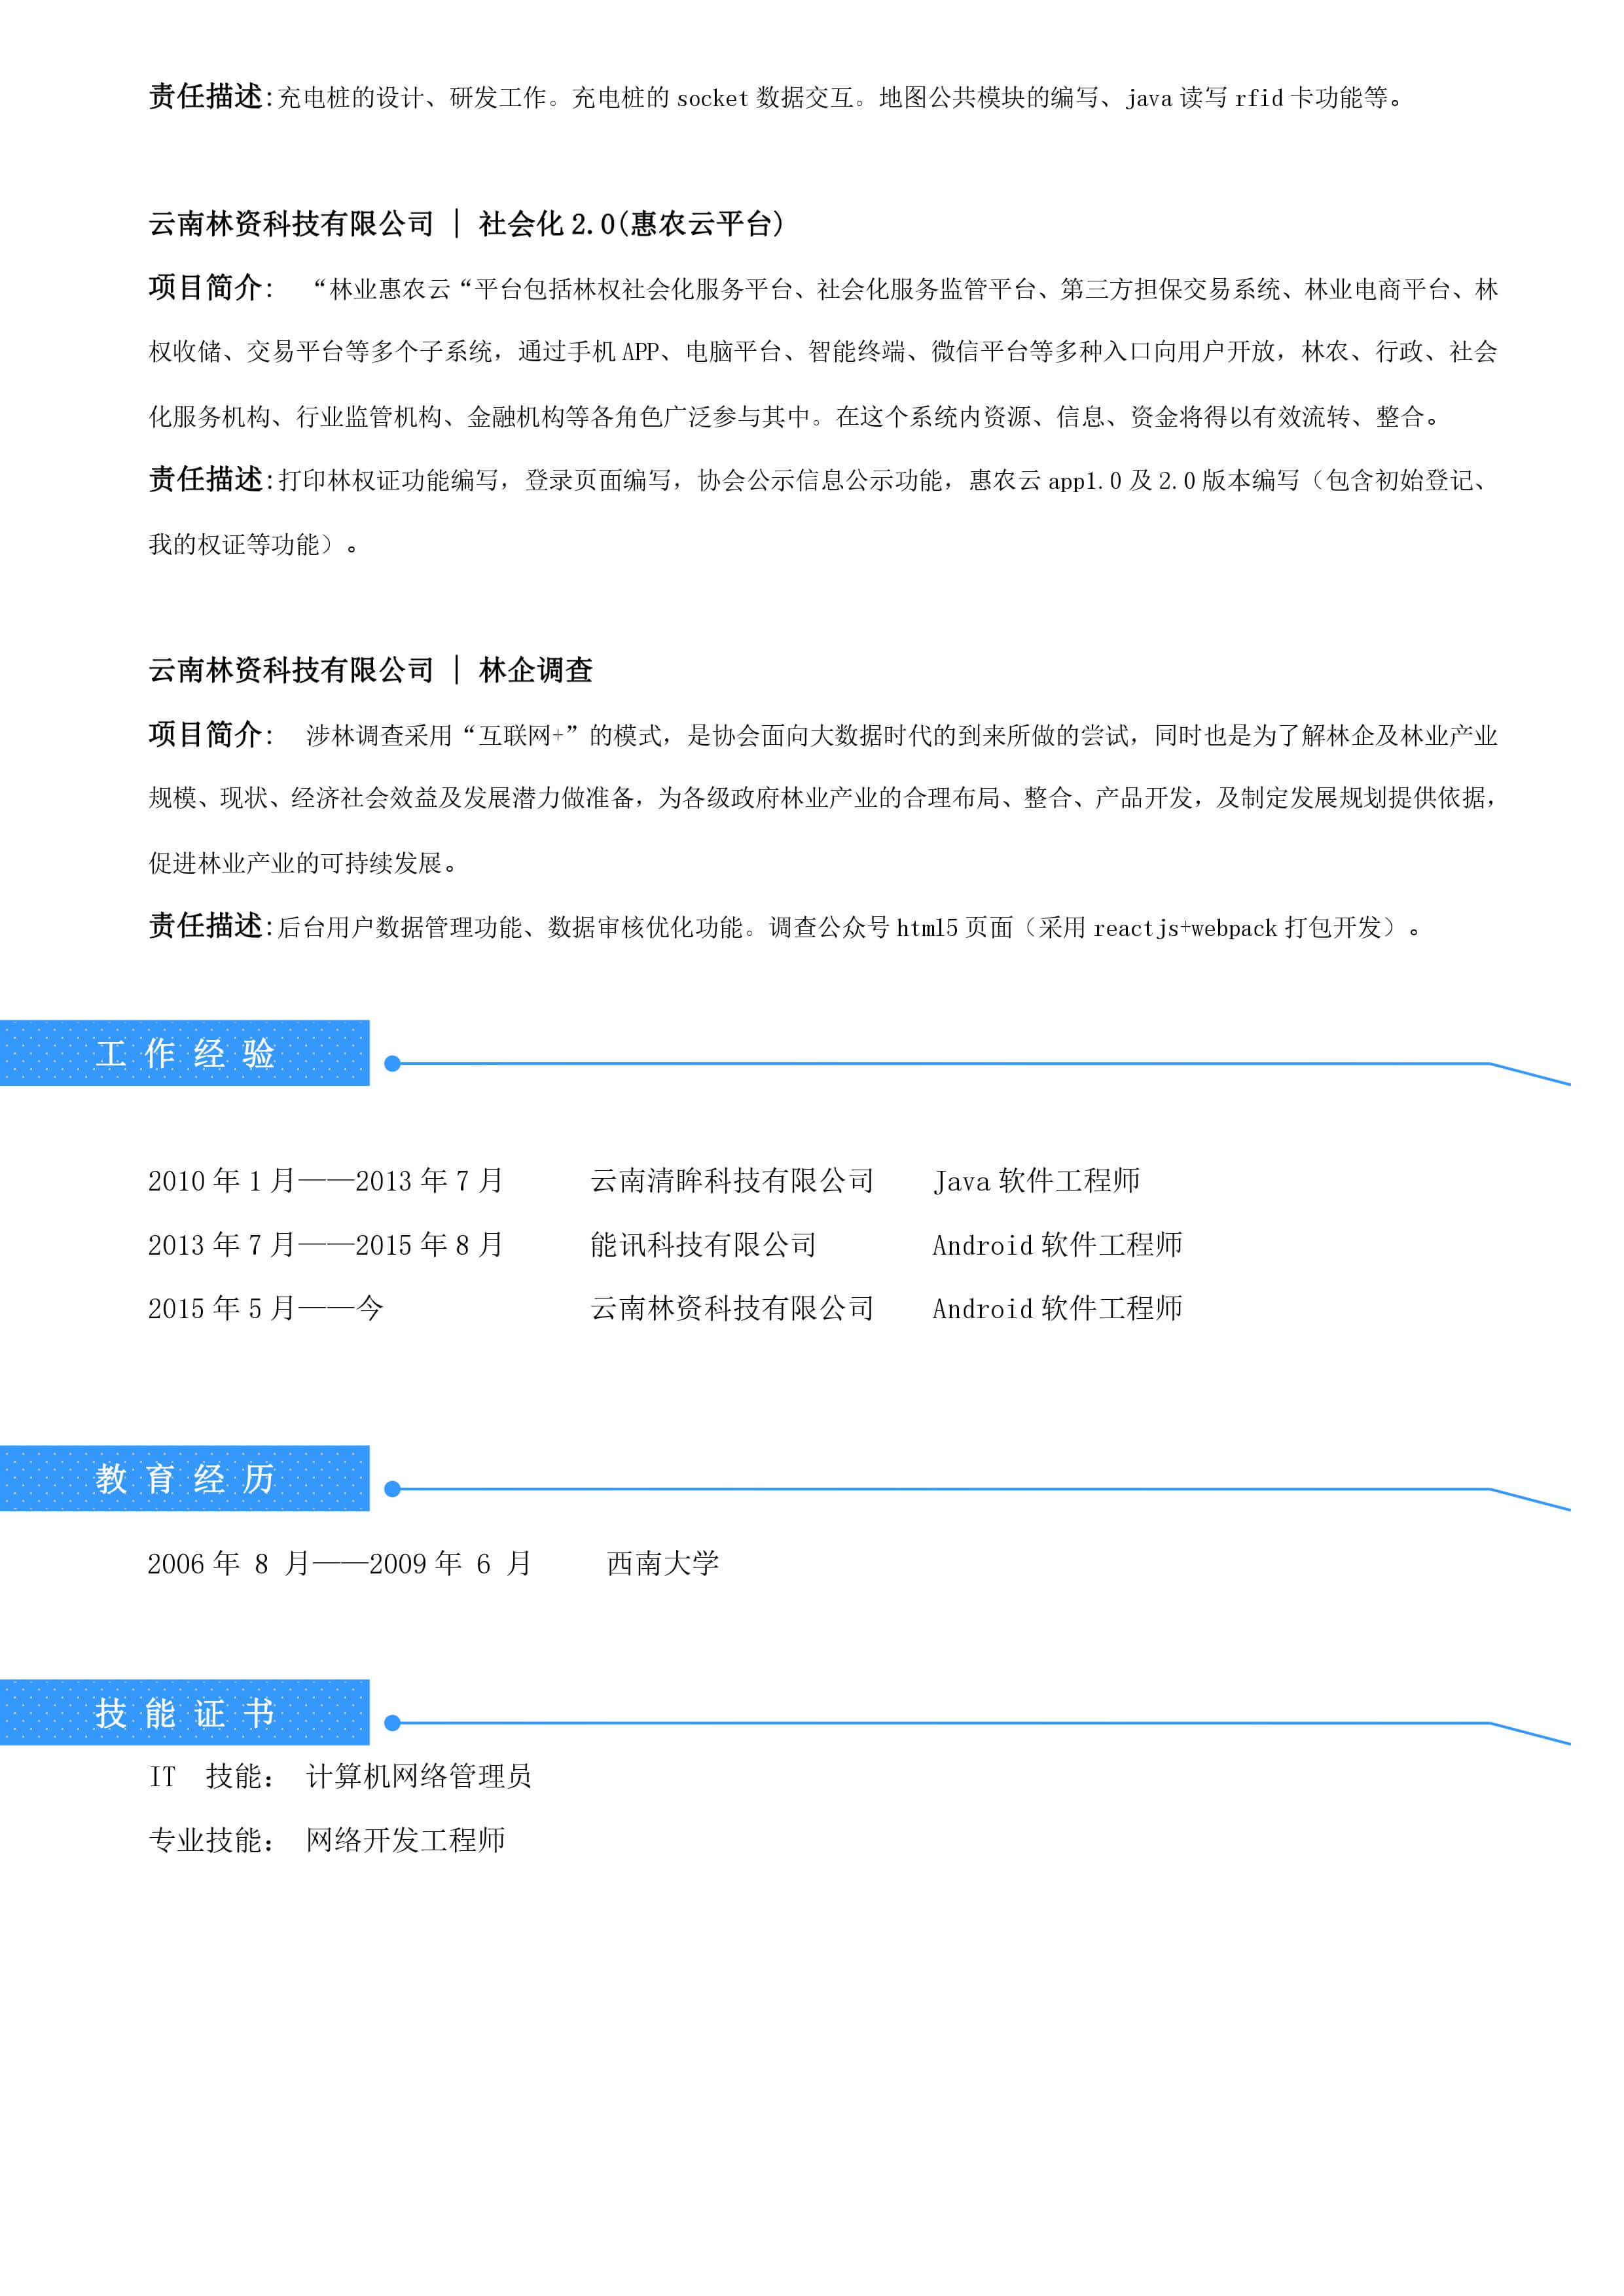 责任描述:充电桩的设计、研发工作。充电桩的 socket 数据交互。地图公共模块的编写、java 读写 rfid 卡功能等。
云南林资科技有限公司 | 社会化 2.0(惠农云平台)
项目简介: “林业惠农云“平台包括林权社会化服务平台、社会化服务监管平台、第三方担保交易系统、林业电商平台、林
权收储、交易平台等多个子系统，通过手机 APP、电脑平台、智能终端、微信平台等多种入口向用户开放，林农、行政、社会
化服务机构、行业监管机构、金融机构等各角色广泛参与其中。在这个系统内资源、信息、资金将得以有效流转、整合。
责任描述:打印林权证功能编写，登录页面编写，协会公示信息公示功能，惠农云 app1.0 及 2.0 版本编写（包含初始登记、
我的权证等功能）。
云南林资科技有限公司 | 林企调查
项目简介: 涉林调查采用“互联网+”的模式，是协会面向大数据时代的到来所做的尝试，同时也是为了解林企及林业产业
规模、现状、经济社会效益及发展潜力做准备，为各级政府林业产业的合理布局、整合、产品开发，及制定发展规划提供依据，
促进林业产业的可持续发展。
责任描述:后台用户数据管理功能、数据审核优化功能。调查公众号 html5 页面（采用 reactjs+webpack 打包开发）。
工作经验
2010 年 1 月——2013 年 7 月 云南清眸科技有限公司 Java 软件工程师
2013 年 7 月——2015 年 8 月 能讯科技有限公司 Android 软件工程师
2015 年 5 月——今 云南林资科技有限公司 Android 软件工程师
教育经历
2006 年 8 月——2009 年 6 月 西南大学
技能证书
IT 技能： 计算机网络管理员
专业技能： 网络开发工程师